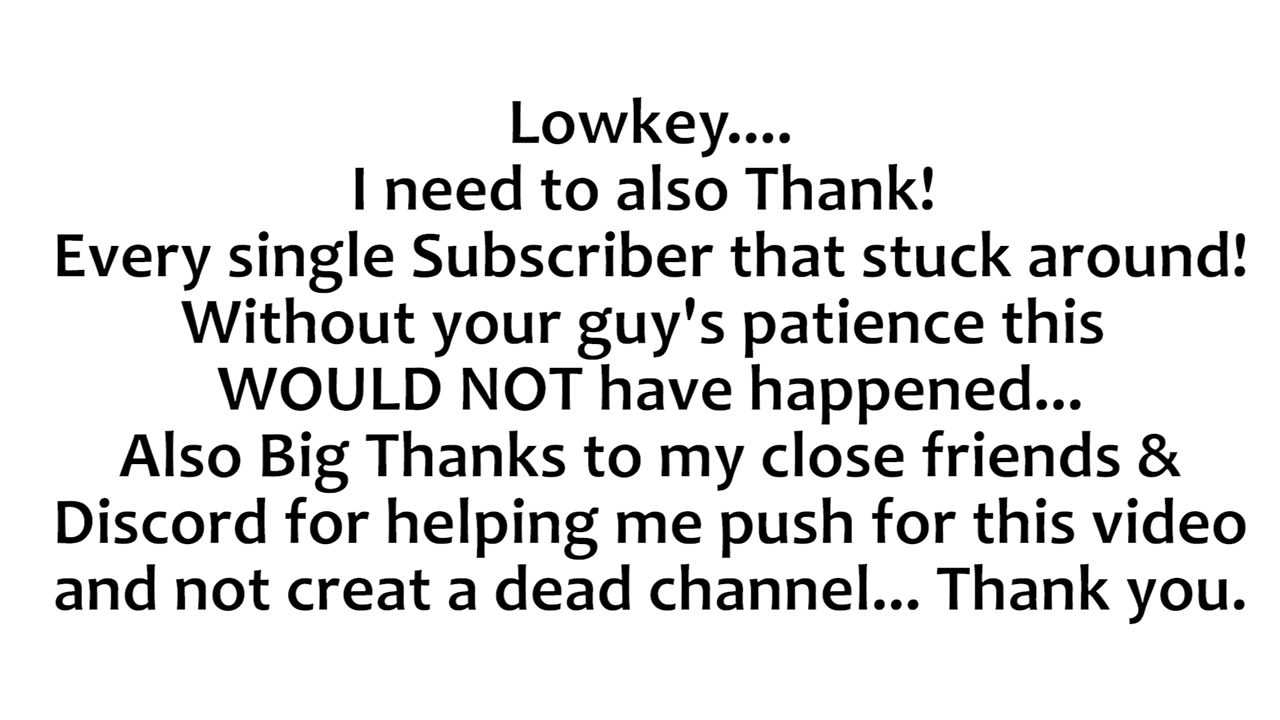 Lowkey....
I need to also Thank!
Every single Subscriber that stuck around!
Without your guy's patience this
WOULD NOT have happened...
Also Big Thanks to my close friends &
Discord for helping me push for this video
and not creat a dead channel... Thank you.